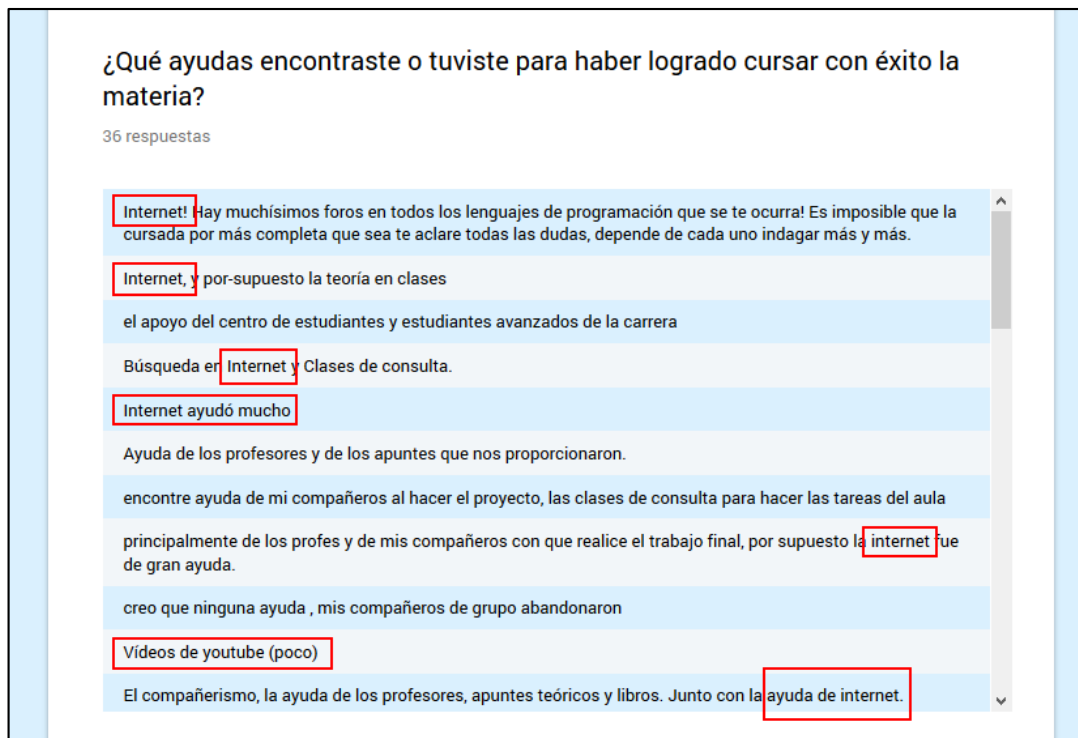 ¿Qué ayudas encontraste o tuviste para haber logrado cursar con éxito la
materia?
36 respuestas
Internet! Hay muchísimos foros en todos los lenguajes de programación que se te ocurra! Es imposible que la
cursada por más completa que sea te aclare todas las dudas, depende de cada uno indagar más y más.
Internet, y por-supuesto la teoría en clases
el apoyo del centro de estudiantes y estudiantes avanzados de la carrera
Búsqueda en Internet y Clases de consulta.
Internet ayudó mucho
Ayuda de los profesores y de los apuntes que nos proporcionaron.
encontre ayuda de mi compañeros al hacer el proyecto, las clases de consulta para hacer las tareas del aula
principalmente de los profes y de mis compañeros con que realice el trabajo final, por supuesto la internet fue
de gran ayuda.
creo que ninguna ayuda , mis compañeros de grupo abandonaron
Vídeos de youtube (poco)
El compañerismo, la ayuda de los profesores, apuntes teóricos y libros. Junto con la ayuda de internet.